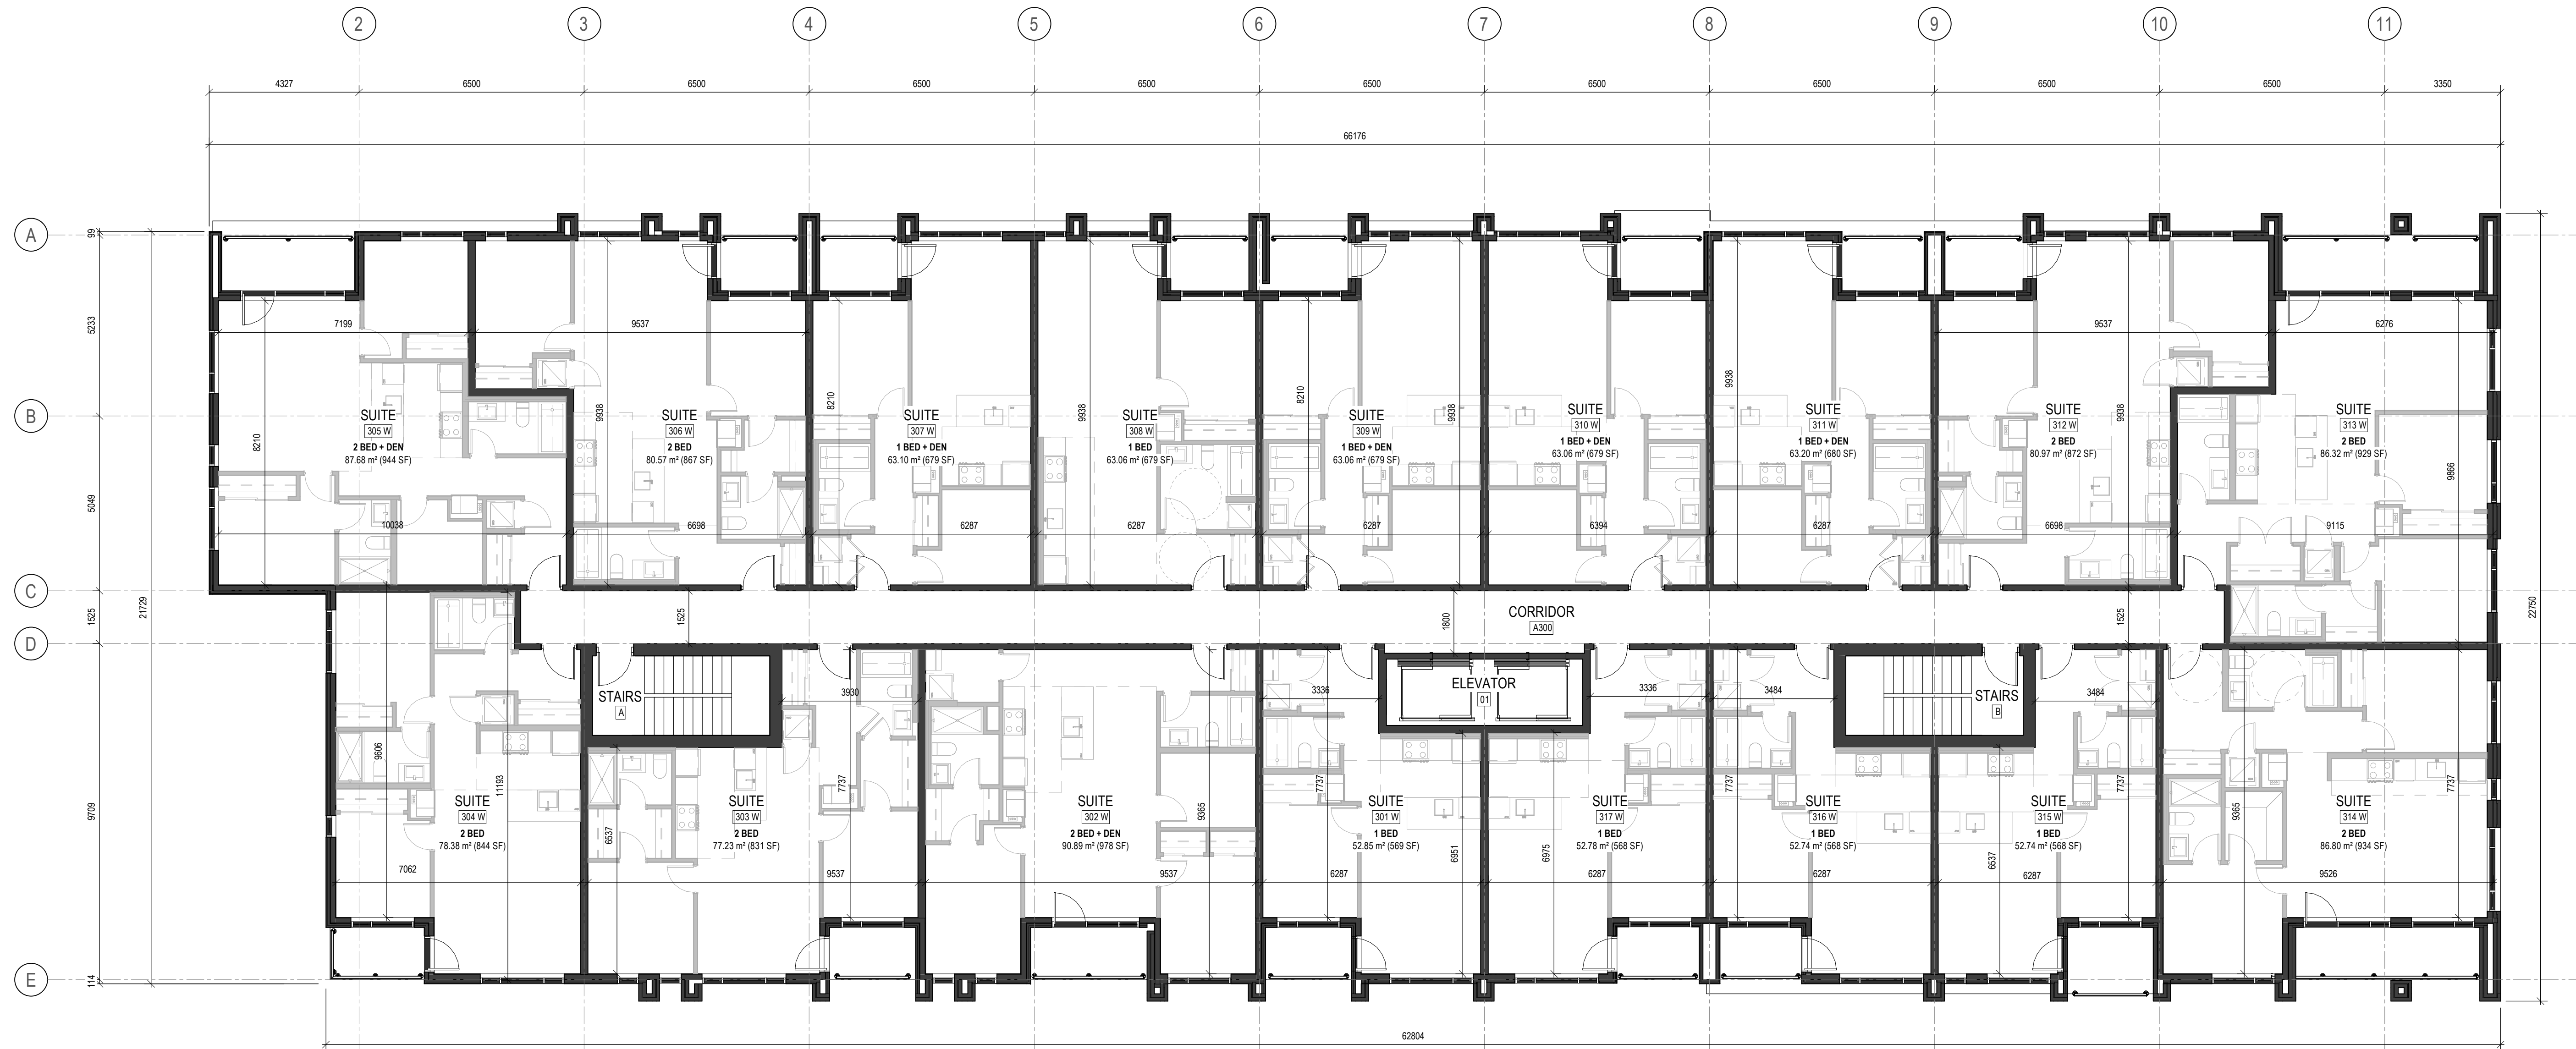 2
3
4
5
6
7
8
9
10
11
4327
6500
6500
6500
6500
6500
6500
6500
6500
6500
3350
66176
A
B
C
D
E
99
5233
5049
1525
9709
114
21729
22750
7199
9537
9537
6276
8210
9938
8210
9938
8210
9938
9938
9938
9866
SUITE
305 W
2 BED + DEN
87.68 m² (944 SF)
SUITE
306 W
2 BED
80.57 m² (867 SF)
SUITE
307 W
1 BED + DEN
63.10 m² (679 SF)
SUITE
308 W
1 BED
63.06 m² (679 SF)
SUITE
309 W
1 BED + DEN
63.06 m² (679 SF)
SUITE
310 W
1 BED + DEN
63.06 m² (679 SF)
SUITE
311 W
1 BED + DEN
63.20 m² (680 SF)
SUITE
312 W
2 BED
80.97 m² (872 SF)
SUITE
313 W
2 BED
86.32 m² (929 SF)
10038
6698
6287
6287
6287
6394
6287
6698
9115
1525
1800
CORRIDOR
A300
1525
STAIRS
A
3930
3336
ELEVATOR
01
3336
3484
STAIRS
B
3484
9606
11193
6537
7737
9365
7737
6951
6975
7737
6537
7737
9365
7737
SUITE
304 W
2 BED
78.38 m² (844 SF)
SUITE
303 W
2 BED
77.23 m² (831 SF)
SUITE
302 W
2 BED + DEN
90.89 m² (978 SF)
SUITE
301 W
1 BED
52.85 m² (569 SF)
SUITE
317 W
1 BED
52.78 m² (568 SF)
SUITE
316 W
1 BED
52.74 m² (568 SF)
SUITE
315 W
1 BED
52.74 m² (568 SF)
SUITE
314 W
2 BED
86.80 m² (934 SF)
7062
9537
9537
6287
6287
6287
6287
9526
62804